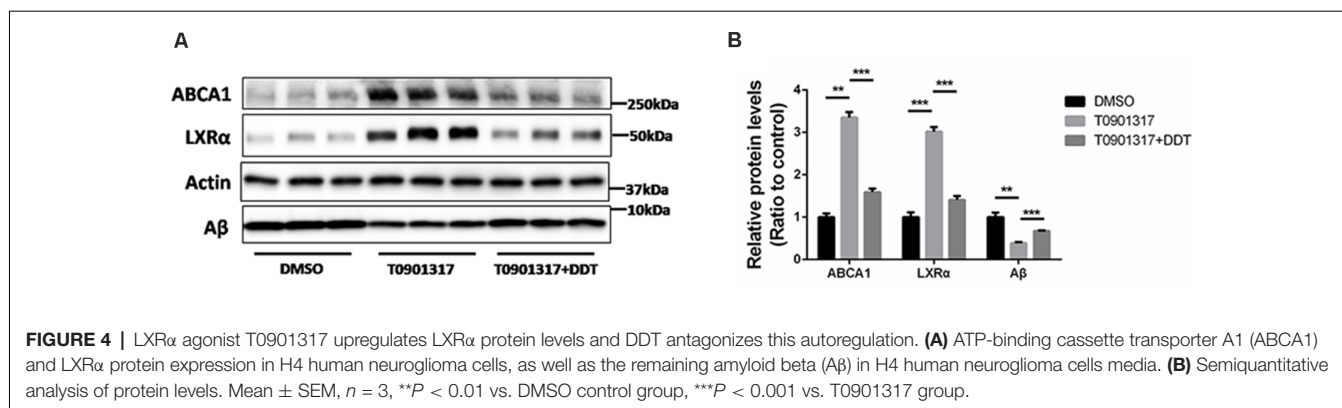 A
ABCA1
250kDa
LXRα
50kDa
Actin
37kDa
10kDa
Aβ
DMSO
T0901317
T0901317+DDT
B
Relative protein levels
(Ratio to control)
4
3
2
1
0
** *** *** *** ** ***
ABCA1 LXRα Aβ
DMSO
T0901317
T0901317+DDT
FIGURE 4 | LXRα agonist T0901317 upregulates LXRα protein levels and DDT antagonizes this autoregulation. (A) ATP-binding cassette transporter A1 (ABCA1)
and LXRα protein expression in H4 human neuroglioma cells, as well as the remaining amyloid beta (Aβ) in H4 human neuroglioma cells media. (B) Semiquantitative
analysis of protein levels. Mean ± SEM, n = 3, **P < 0.01 vs. DMSO control group, ***P < 0.001 vs. T0901317 group.